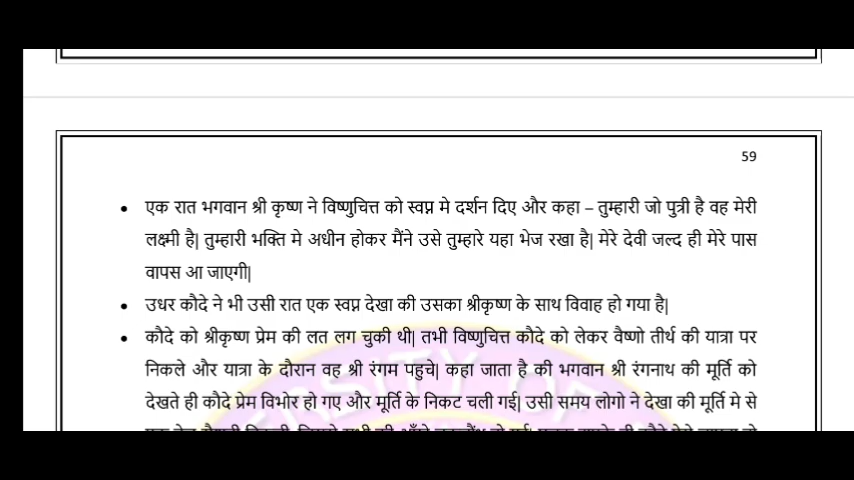 59
• एक रात भगवान श्री कृष्ण ने विष्णुचित्त को स्वप्न मे दर्शन दिए और कहा – तुम्हारी जो पुत्री है वह मेरी
लक्ष्मी है| तुम्हारी भक्ति मे अधीन होकर मैंने उसे तुम्हारे यहा भेज रखा है| मेरे देवी जल्द ही मेरे पास
वापस आ जाएगी|
• उधर कौदे ने भी उसी रात एक स्वप्न देखा की उसका श्रीकृष्ण के साथ विवाह हो गया है|
• कौदे को श्रीकृष्ण प्रेम की लत लग चुकी थी| तभी विष्णुचित्त कौदे को लेकर वैष्णो तीर्थ की यात्रा पर
निकले और यात्रा के दौरान वह श्री रंगम पहुचे| कहा जाता है की भगवान श्री रंगनाथ की मूर्ति को
देखते ही कौदे प्रेम विभोर हो गए और मूर्ति के निकट चली गई| उसी समय लोगो ने देखा की मूर्ति मे से
ERSITY OF